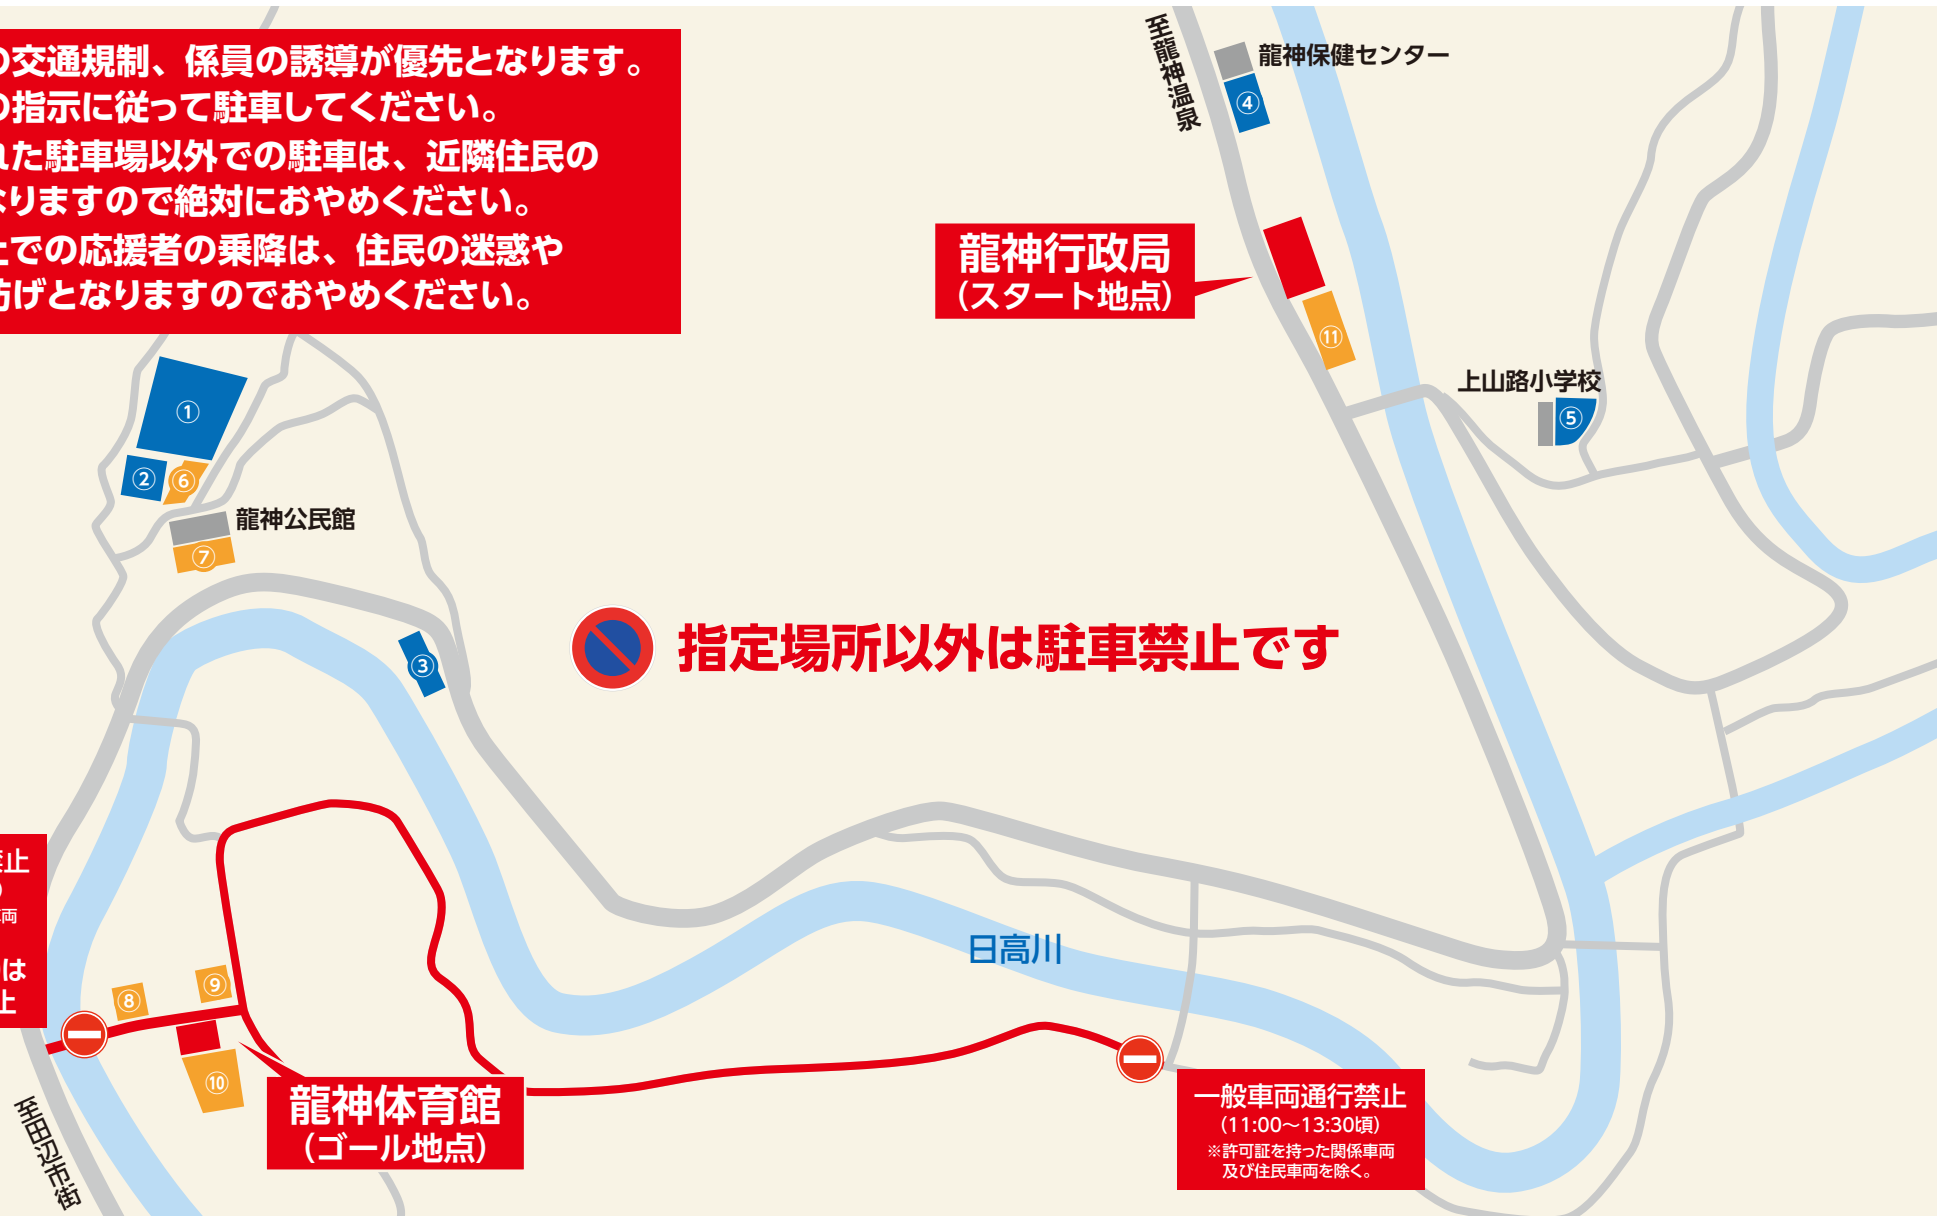 の交通規制、係員の誘導が優先となります。
の指示に従って駐車してください。
れた駐車場以外での駐車は、近隣住民の
なりますので絶対におやめください。
上での応援者の乗降は、住民の迷惑や
妨げとなりますのでおやめください。
至龍神温泉
龍神保健センター
④
龍神行政局
（スタート地点）
⑪
上山路小学校
⑤
①
②
⑥
龍神公民館
⑦
③
指定場所以外は駐車禁止です
禁止
）
車両
は
止
⑧
⑨
⑩
日高川
龍神体育館
（ゴール地点）
至田辺市街
一般車両通行禁止
（11:00～13:30頃）
※許可証を持った関係車両
及び住民車両を除く。